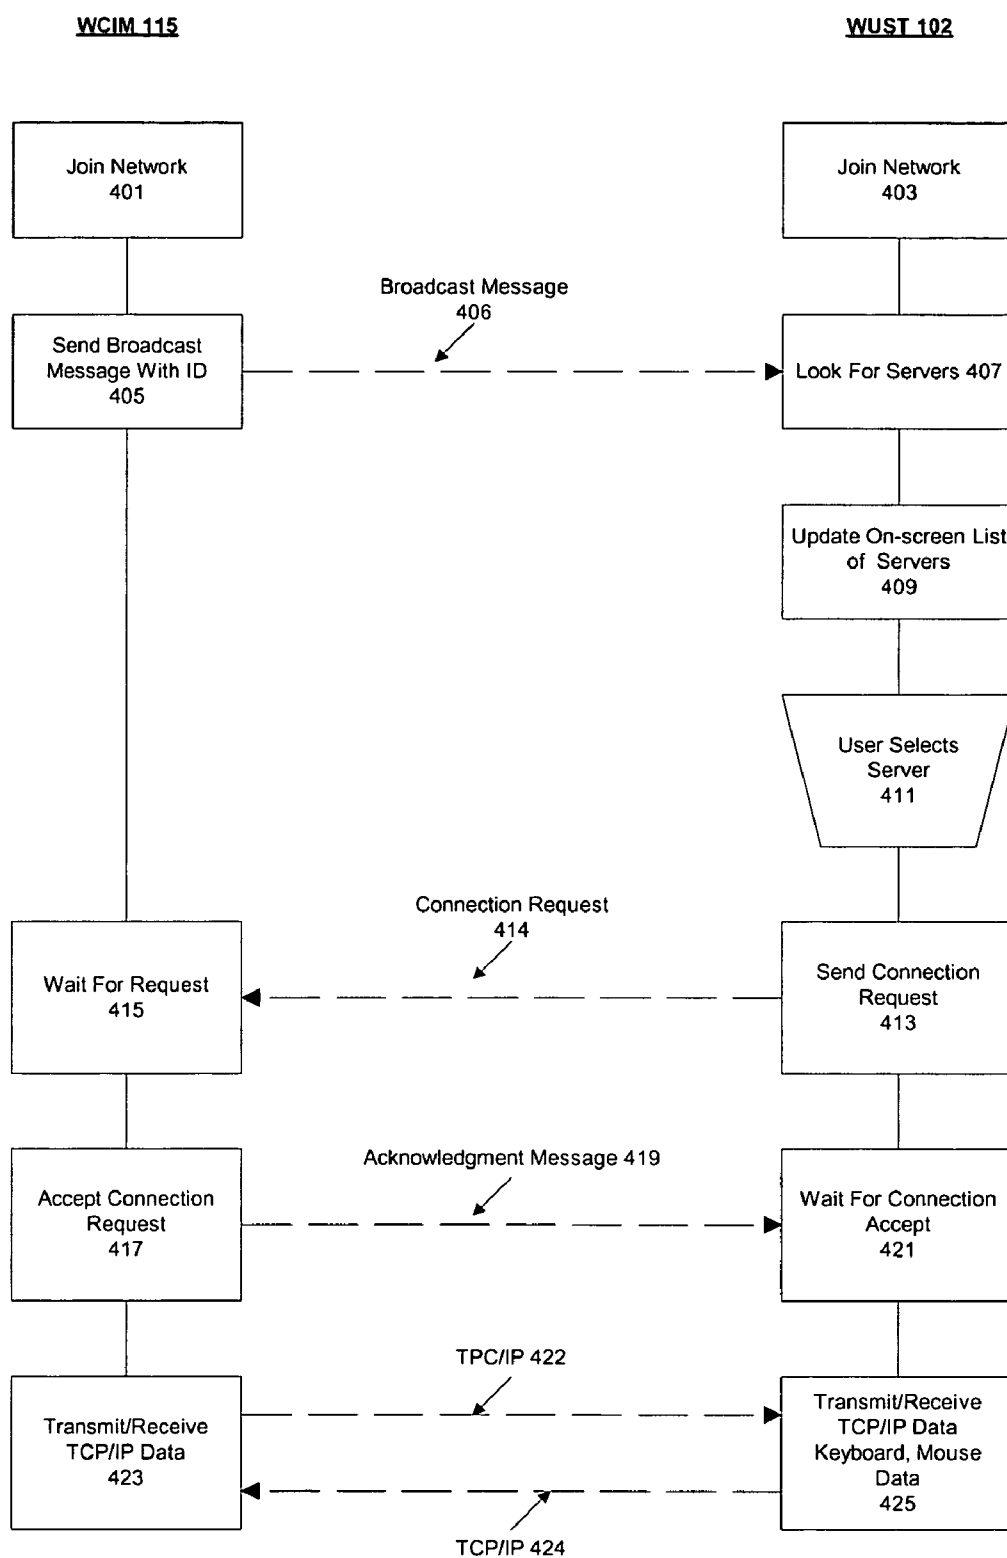 WCIM 115
WUST 102
Join Network
401
Join Network
403
Broadcast Message
406
Send Broadcast
Message With ID
405
Look For Servers 407
Update On-screen List
of Servers
409
User Selects
Server
411
Connection Request
414
Wait For Request
415
Send Connection
Request
413
Acknowledgment Message 419
Accept Connection
Request
417
Wait For Connection
Accept
421
TPC/IP 422
Transmit/Receive
TCP/IP Data
423
Transmit/Receive
TCP/IP Data
Keyboard, Mouse
Data
425
TCP/IP 424